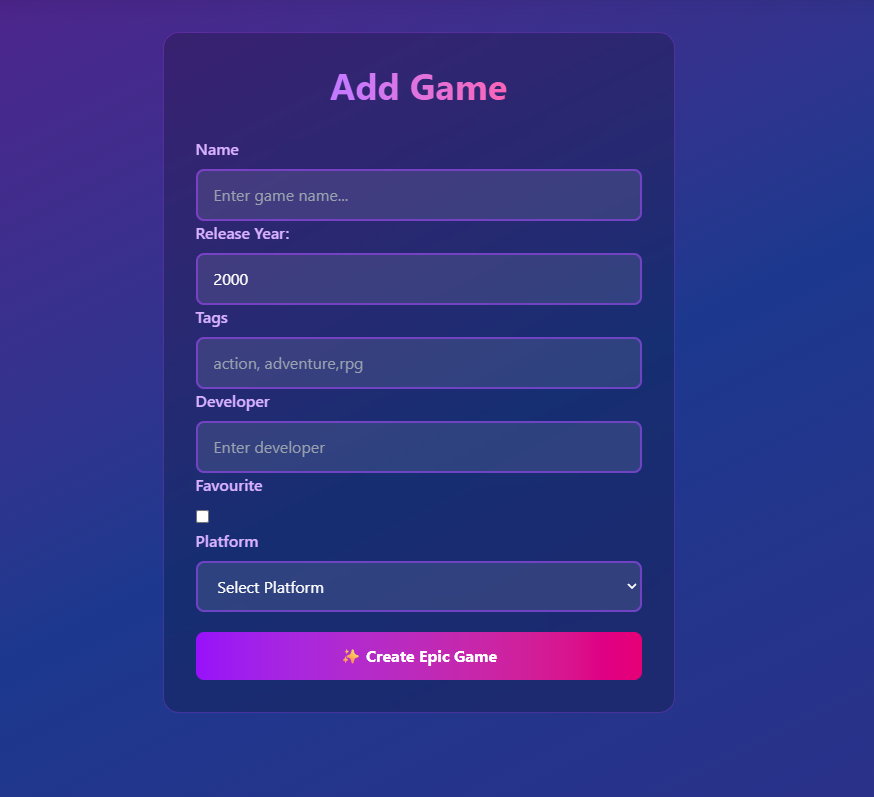 Add Game
Name
Enter game name...
Release Year:
2000
Tags
action, adventure,rpg
Developer
Enter developer
Favourite
Platform
Select Platform
✨ Create Epic Game